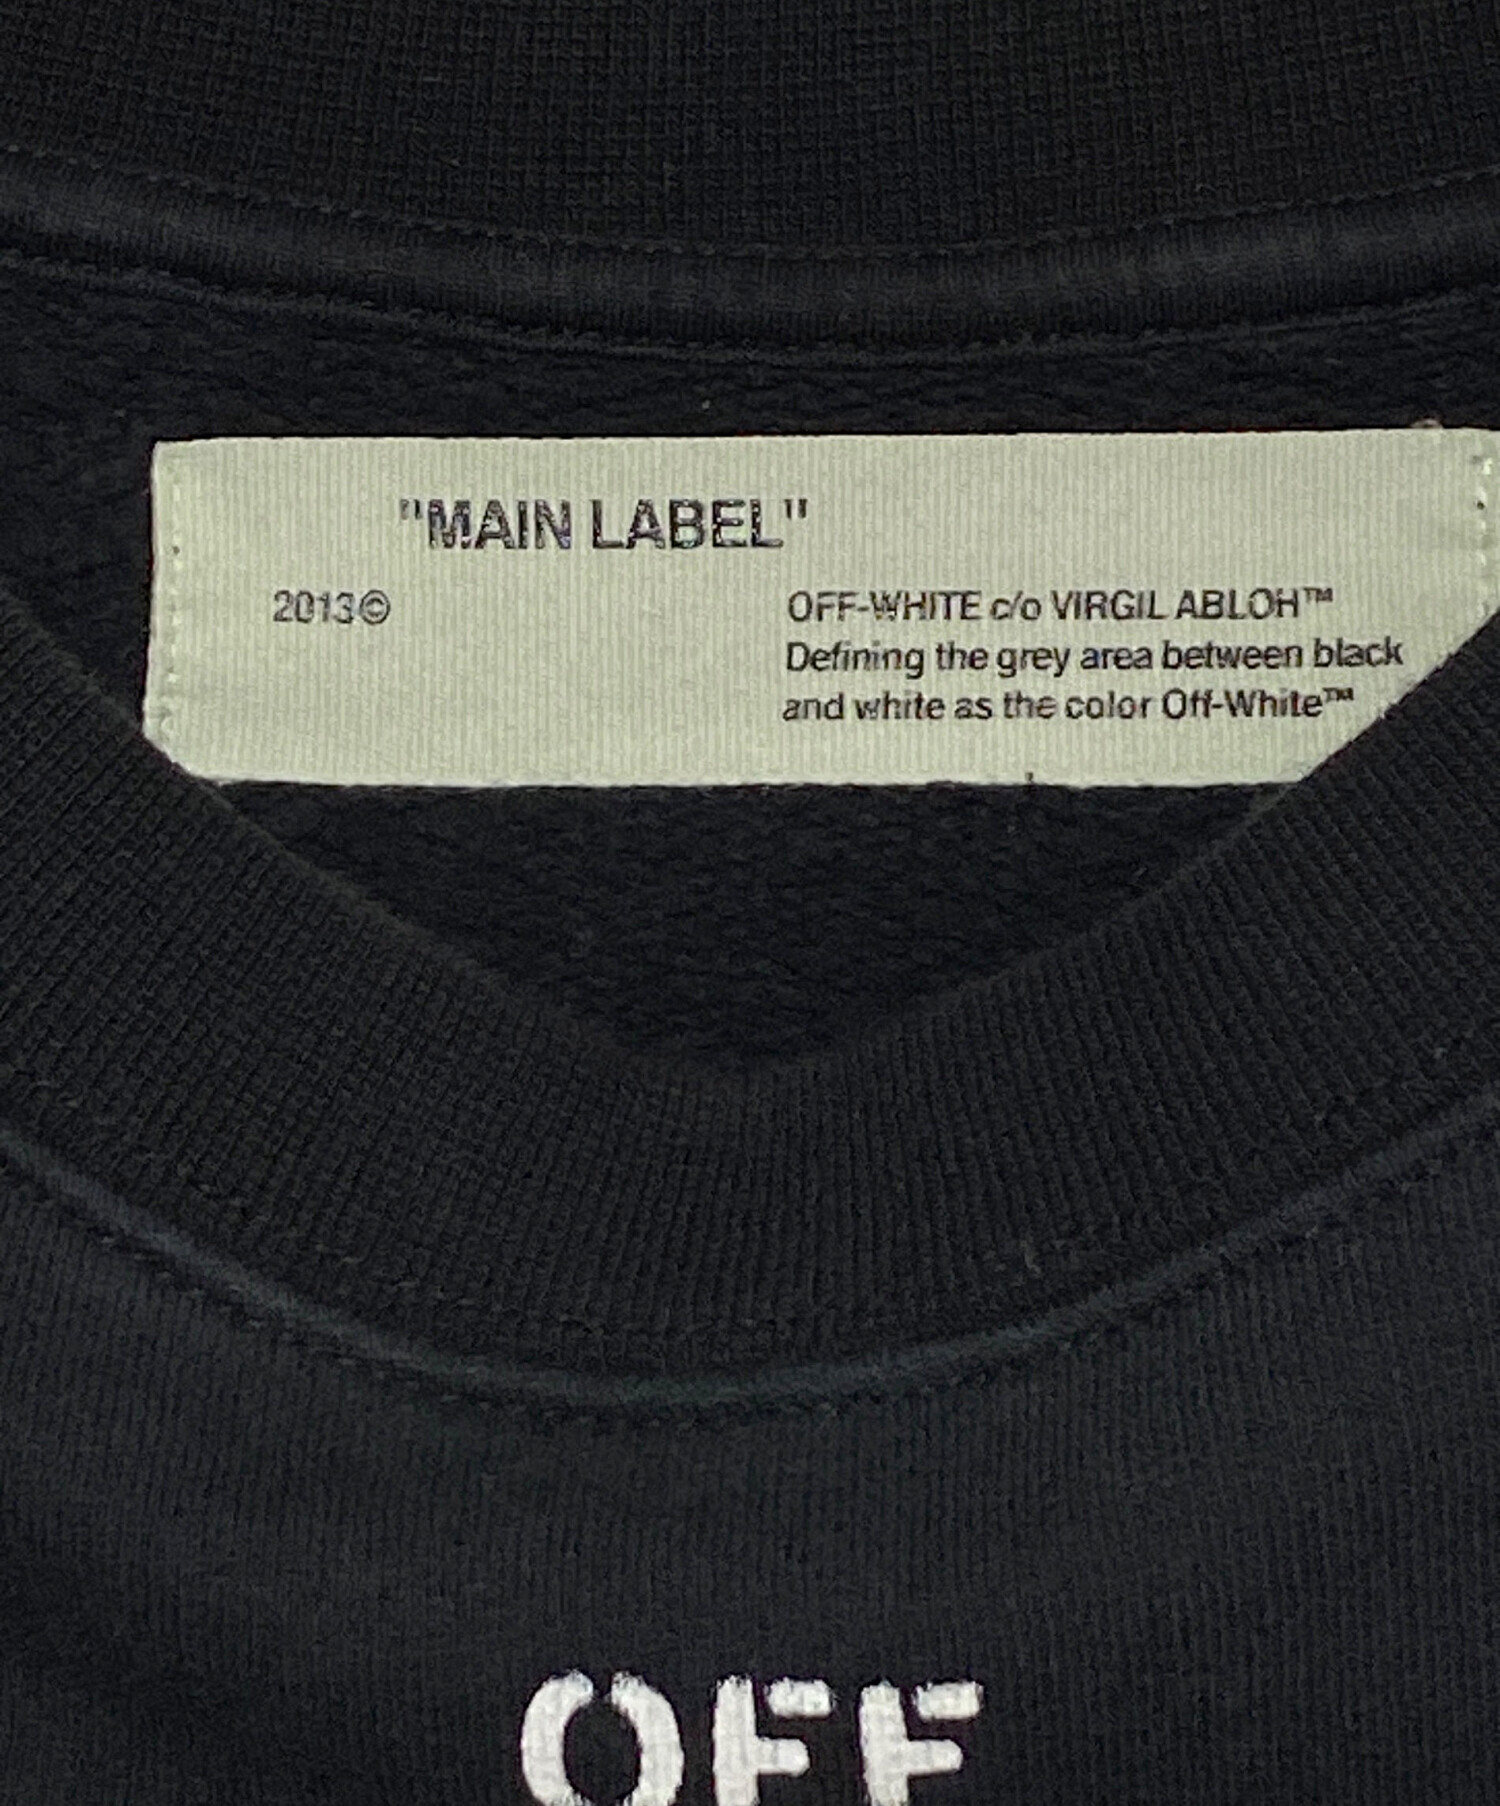 "MAIN LABEL"
2013© OFF-WHITE c/o VIRGIL ABLOH™
Defining the grey area between black
and white as the color Off-White™
OFF